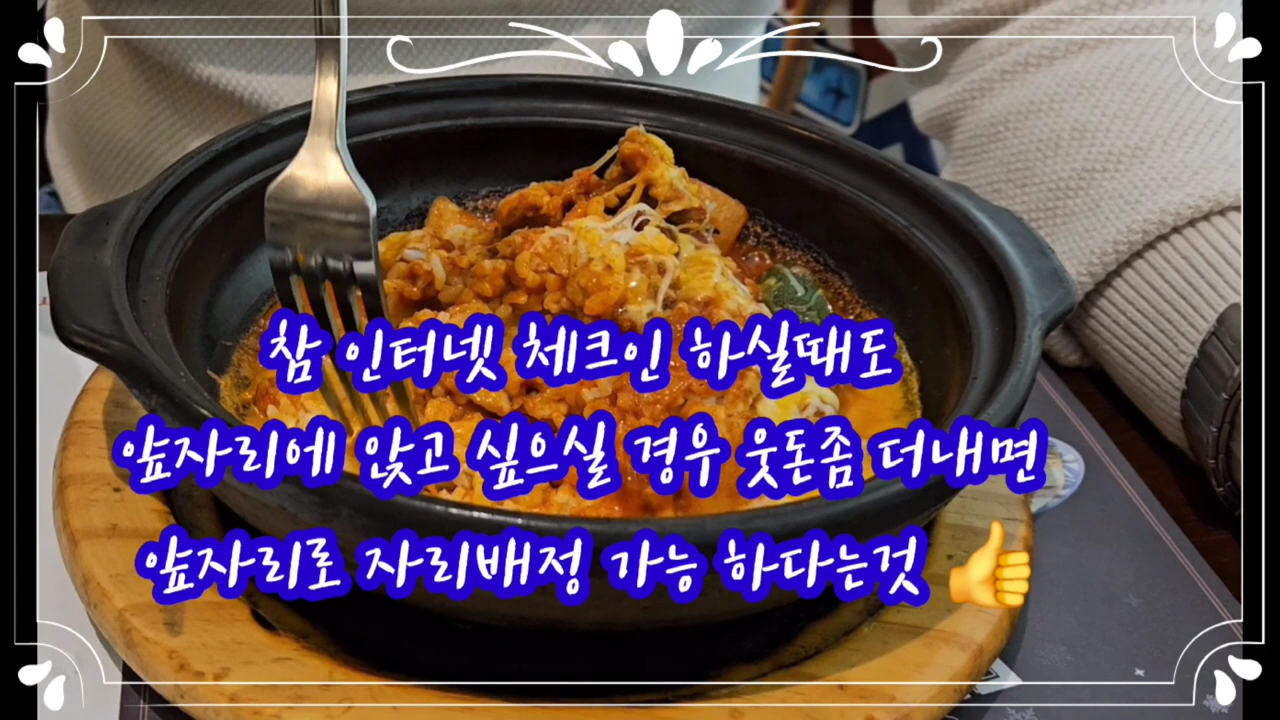 참 인터넷 체크인 하실때도
앞자리에 앉고 싶으실 경우 웃돈좀 더내면
앞자리로 자리배정 가능 하다는것 👍